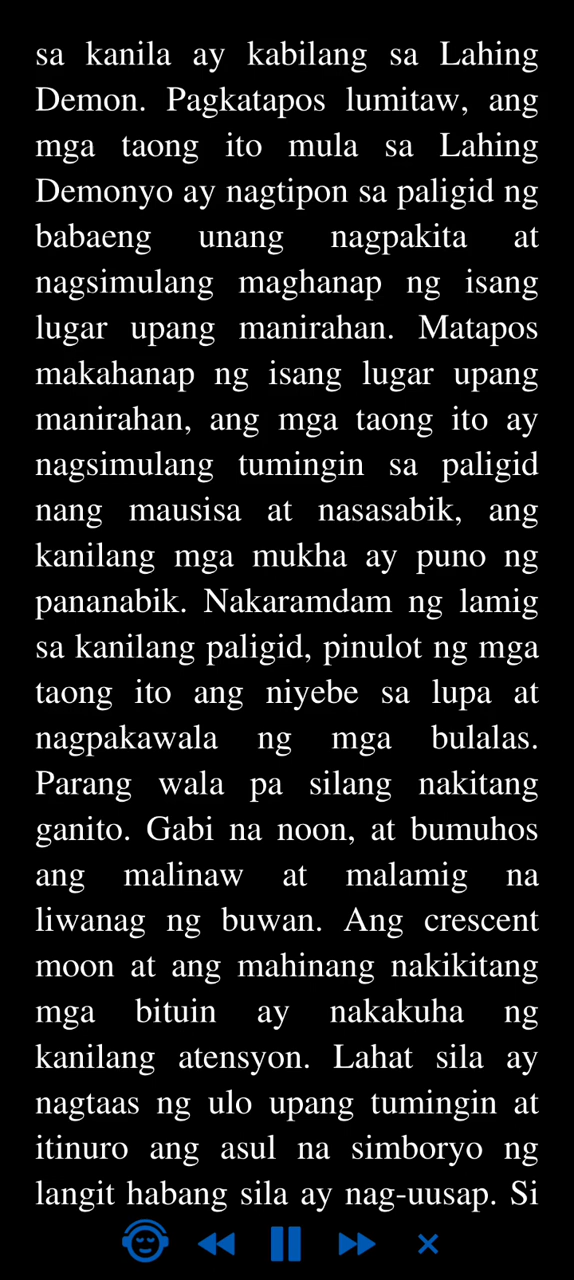 sa kanila ay kabilang sa Lahing
Demon. Pagkatapos lumitaw, ang
mga taong ito mula sa Lahing
Demonyo ay nagtipon sa paligid ng
babaeng unang nagpakita at
nagsimulang maghanap ng isang
lugar upang manirahan. Matapos
makahanap ng isang lugar upang
manirahan, ang mga taong ito ay
nagsimulang tumingin sa paligid
nang mausisa at nasasabik, ang
kanilang mga mukha ay puno ng
pananabik. Nakaramdam ng lamig
sa kanilang paligid, pinulot ng mga
taong ito ang niyebe sa lupa at
nagpakawala ng mga bulalas.
Parang wala pa silang nakitang
ganito. Gabi na noon, at bumuhos
ang malinaw at malamig na
liwanag ng buwan. Ang crescent
moon at ang mahinang nakikitang
mga bituin ay nakakuha ng
kanilang atensyon. Lahat sila ay
nagtaas ng ulo upang tumingin at
itinuro ang asul na simboryo ng
langit habang sila ay nag-uusap. Si